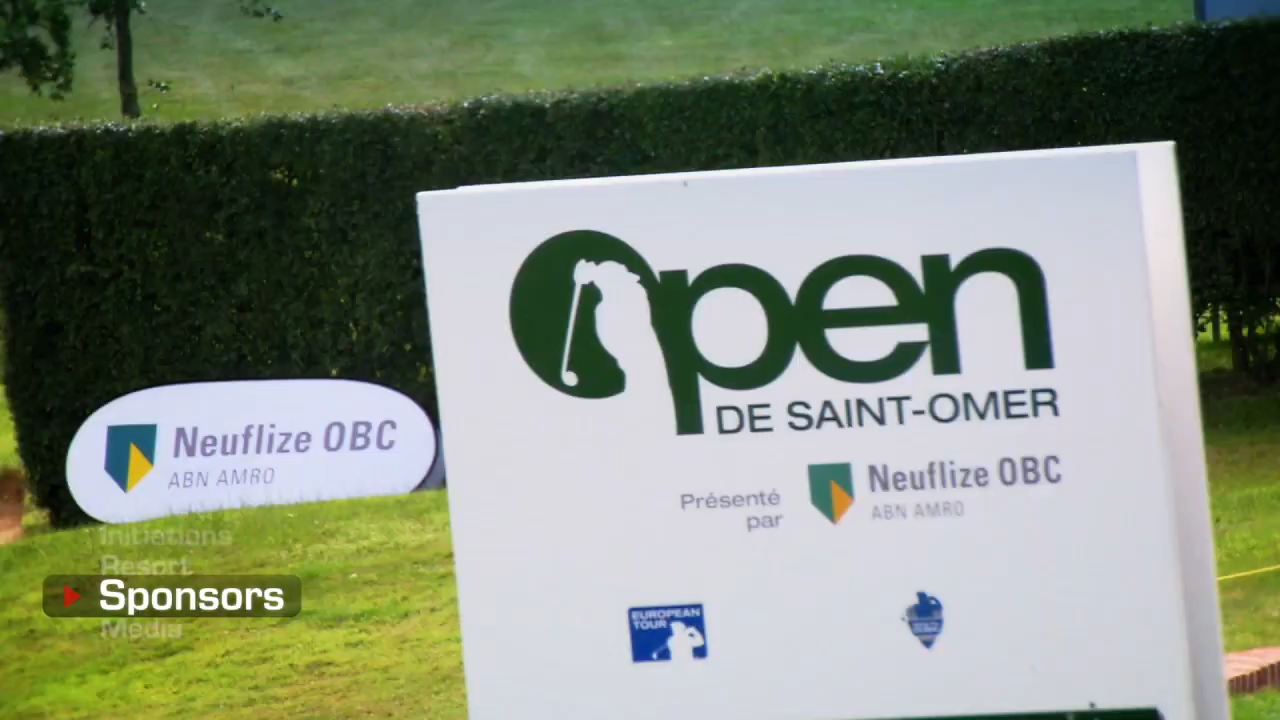 Open
DE SAINT-OMER
Présenté
par
Neuflize OBC
ABN AMRO
EUROPEAN
TOUR
Neuflize OBC
ABN AMRO
Initiations
Resort
Sponsors
Media